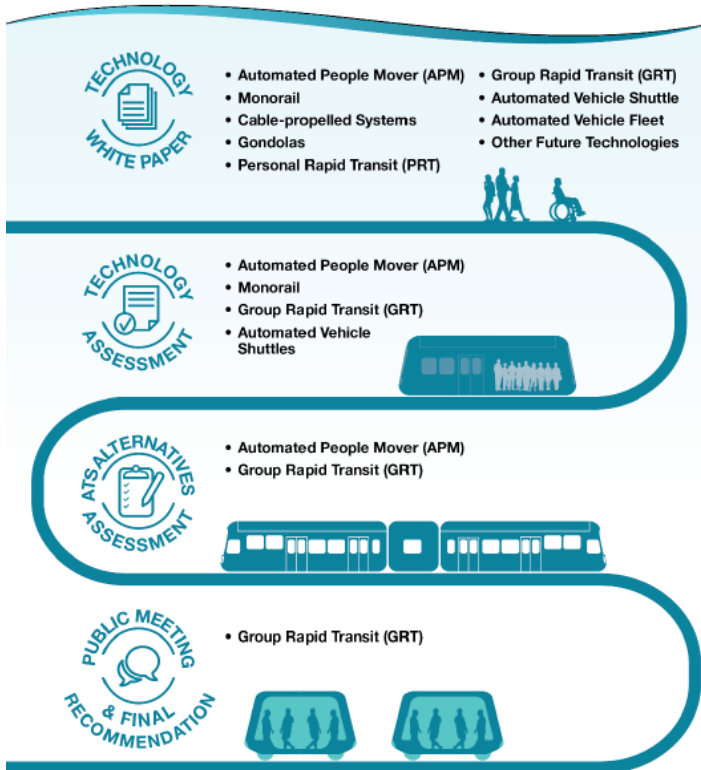 TECHNOLOGY
WHITE PAPER
• Automated People Mover (APM)
• Monorail
• Cable-propelled Systems
• Gondolas
• Personal Rapid Transit (PRT)
• Group Rapid Transit (GRT)
• Automated Vehicle Shuttle
• Automated Vehicle Fleet
• Other Future Technologies
TECHNOLOGY
ASSESSMENT
• Automated People Mover (APM)
• Monorail
• Group Rapid Transit (GRT)
• Automated Vehicle
Shuttles
ATS ALTERNATIVES
ASSESSMENT
• Automated People Mover (APM)
• Group Rapid Transit (GRT)
PUBLIC MEETING
& FINAL
RECOMMENDATION
• Group Rapid Transit (GRT)